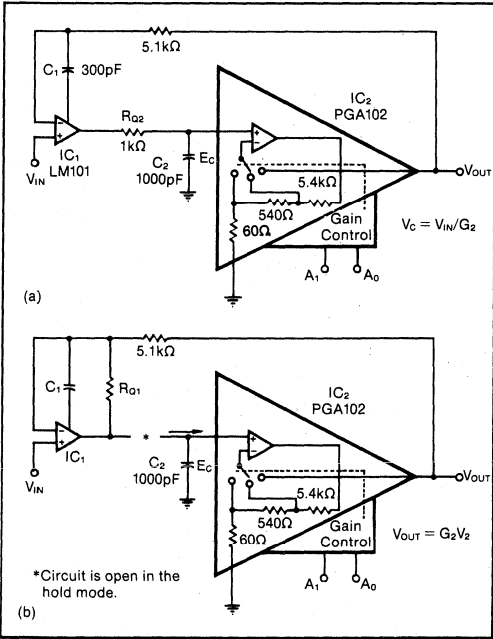 5.1kΩ
C1 300pF
IC2
PGA102
RQ2
1kΩ
IC1
LM101
VIN
C2
1000pF
EC
5.4kΩ
540Ω
60Ω
Gain
Control
VOUT
VC = VIN/G2
A1 A0
(a)
5.1kΩ
C1
RQ1
IC2
PGA102
IC1
*
VIN
C2
1000pF
EC
5.4kΩ
540Ω
60Ω
Gain
Control
VOUT
VOUT = G2V2
A1 A0
*Circuit is open in the
hold mode.
(b)